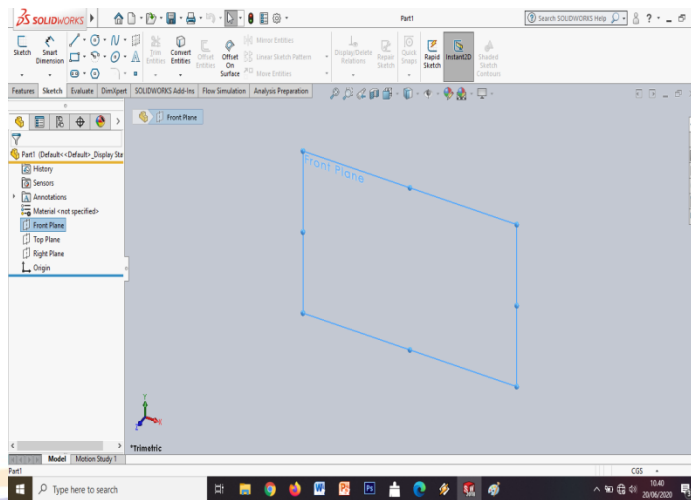 SOLIDWORKS
Part1
Search SOLIDWORKS Help
Sketch
Smart Dimension
Trim Entities
Convert Entities
Offset Entities
Offset On Surface
Mirror Entities
Linear Sketch Pattern
Move Entities
Display/Delete Relations
Repair Sketch
Quick Snaps
Rapid Sketch
Instant2D
Shaded Sketch Contours
Features Sketch Evaluate DimXpert SOLIDWORKS Add-Ins Flow Simulation Analysis Preparation
Front Plane
Part1 (Default<<Default>_Display Ste
History
Sensors
Annotations
Material <not specified>
Front Plane
Top Plane
Right Plane
Origin
Front Plane
Y
X
Z
*Trimetric
Model Motion Study 1
Part1
CGS
Type here to search
10.40
20/06/2020